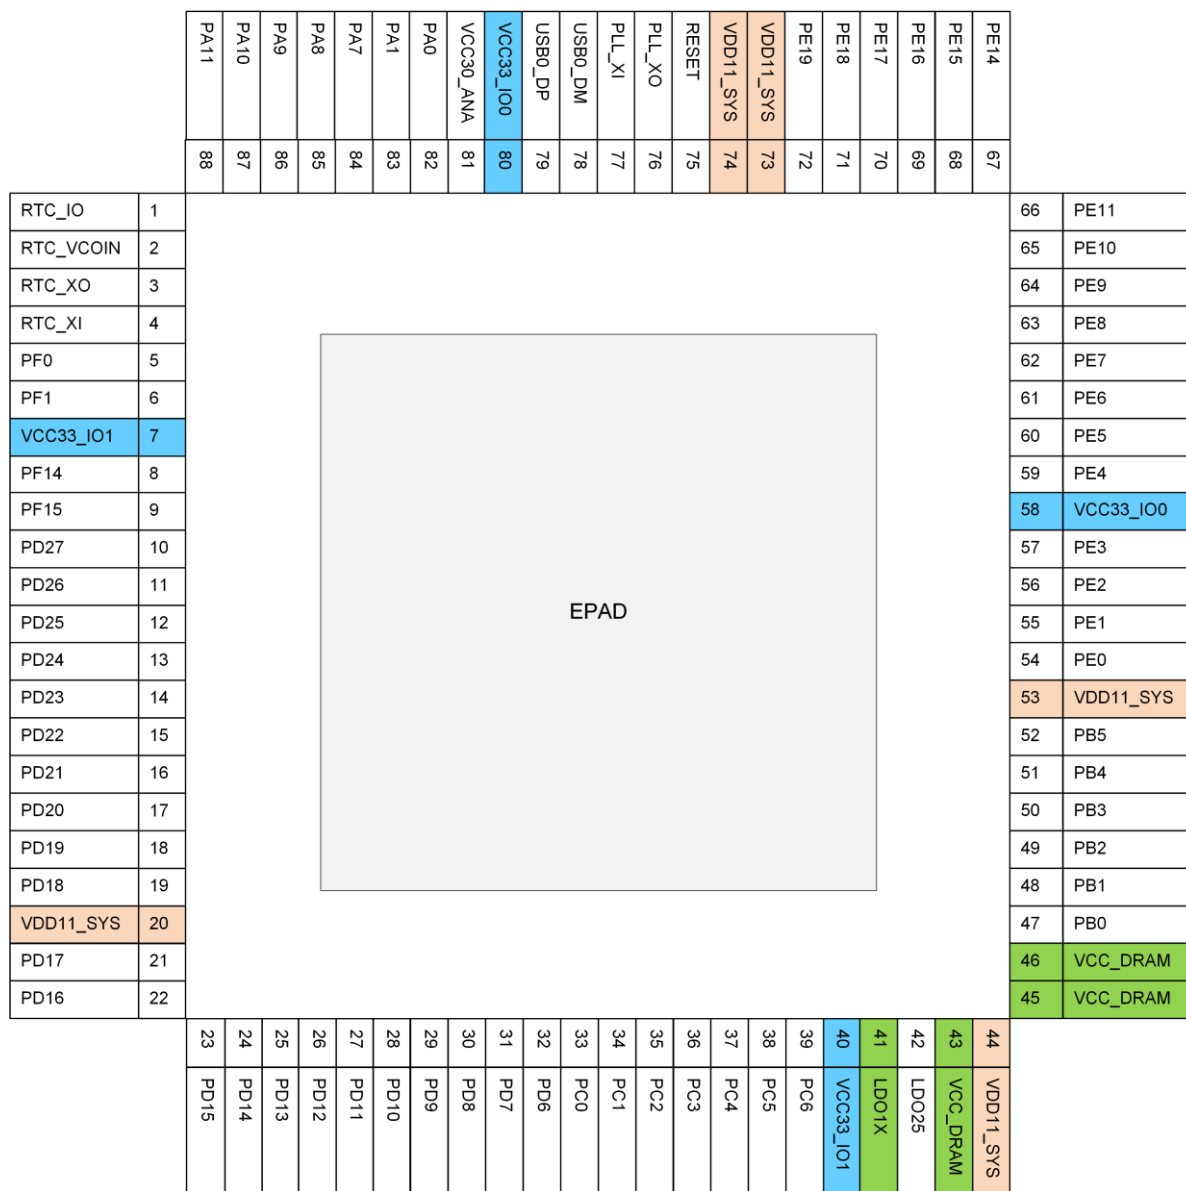 PA11 PA10 PA9 PA8 PA7 PA1 PA0 VCC30_ANA VCC33_IO0 USB0_DP USB0_DM PLL_XI PLL_XO RESET VDD11_SYS VDD11_SYS PE19 PE18 PE17 PE16 PE15 PE14
88 87 86 85 84 83 82 81 80 79 78 77 76 75 74 73 72 71 70 69 68 67
RTC_IO 1 66 PE11
RTC_VCOIN 2 65 PE10
RTC_XO 3 64 PE9
RTC_XI 4 63 PE8
PF0 5 62 PE7
PF1 6 61 PE6
VCC33_IO1 7 60 PE5
PF14 8 59 PE4
PF15 9 58 VCC33_IO0
PD27 10 57 PE3
PD26 11 56 PE2
PD25 12 55 PE1
EPAD
PD24 13 54 PE0
PD23 14 53 VDD11_SYS
PD22 15 52 PB5
PD21 16 51 PB4
PD20 17 50 PB3
PD19 18 49 PB2
PD18 19 48 PB1
VDD11_SYS 20 47 PB0
PD17 21 46 VCC_DRAM
PD16 22 45 VCC_DRAM
23 24 25 26 27 28 29 30 31 32 33 34 35 36 37 38 39 40 41 42 43 44
PD15 PD14 PD13 PD12 PD11 PD10 PD9 PD8 PD7 PD6 PC0 PC1 PC2 PC3 PC4 PC5 PC6 VCC33_IO1 LDO1X LDO25 VCC_DRAM VDD11_SYS